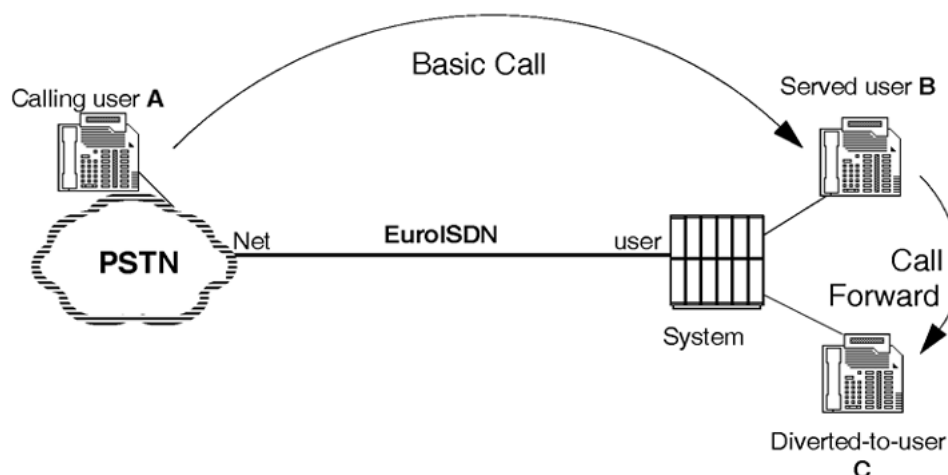 Basic Call
Calling user A
Served user B
PSTN
Net
EuroISDN
user
System
Call
Forward
Diverted-to-user
C